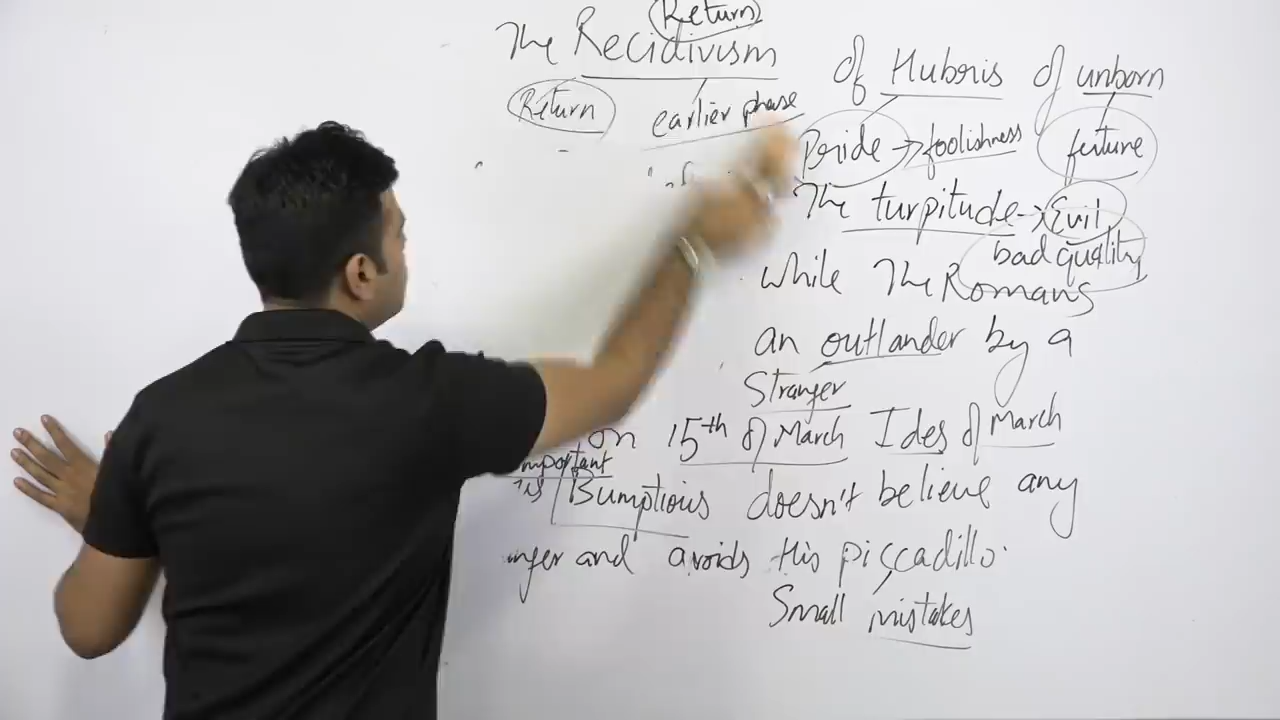 (Return)
The Recidivism of Hubris of unborn
Return earlier phase Pride → foolishness future
The turpitude → Evil
bad quality
while The Romans
an outlander by a
Stranger
on 15th of March Ides of March
important
is Bumptious doesn't believe any
and avoids His piccadillo.
Small mistakes